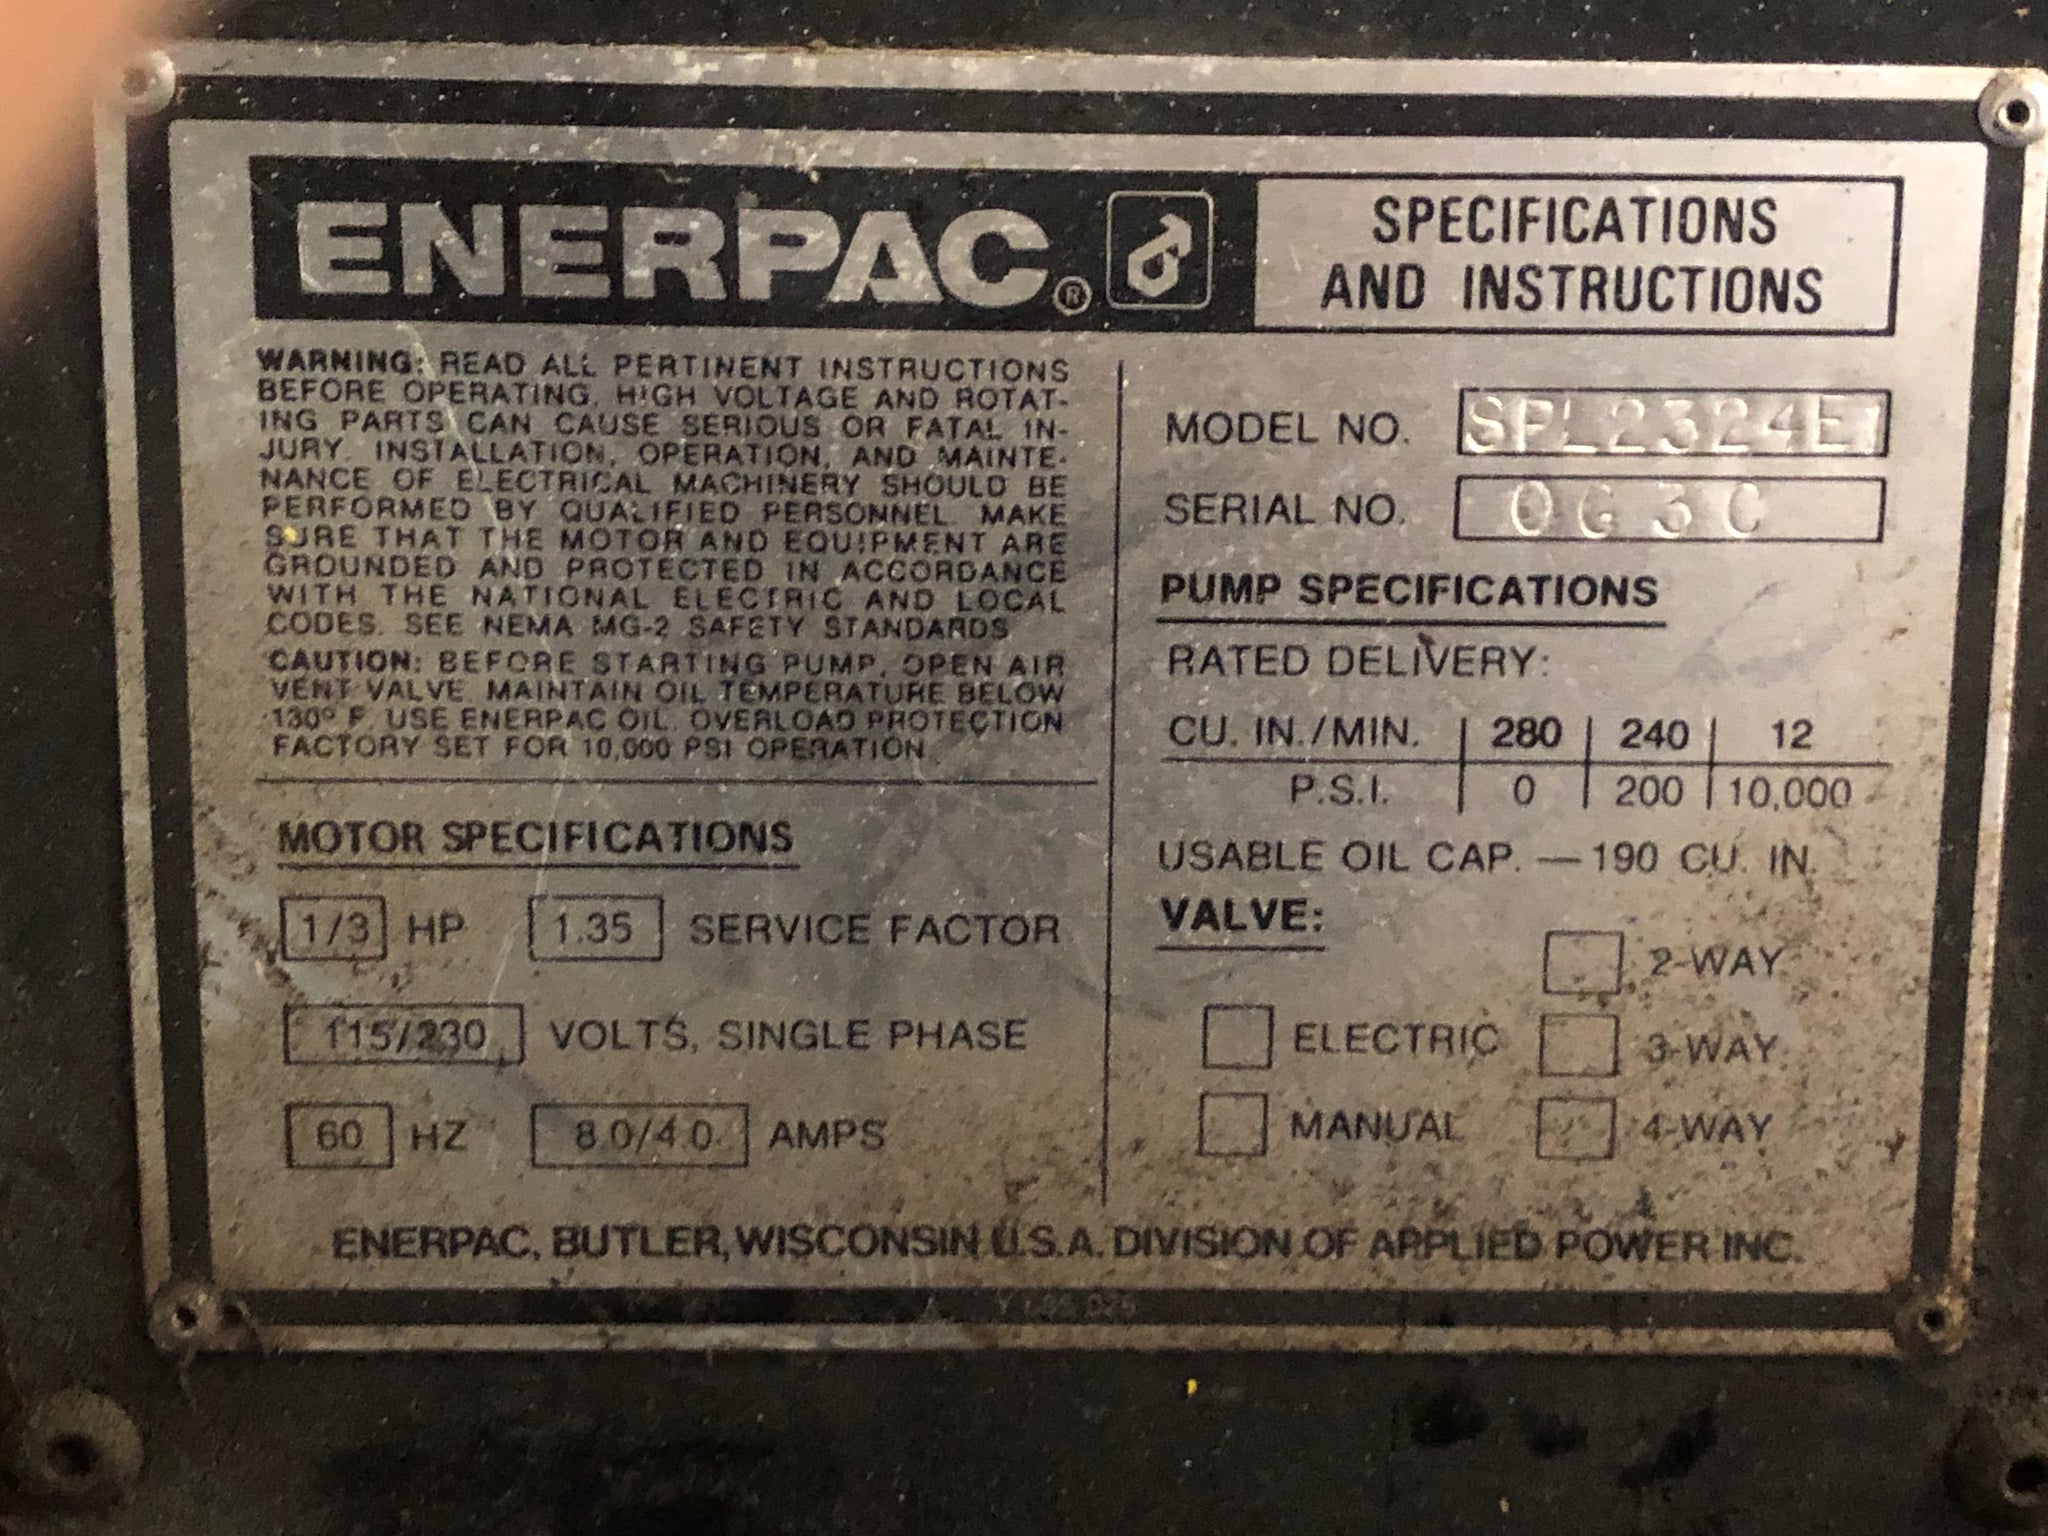 ENERPAC®
SPECIFICATIONS
AND INSTRUCTIONS
WARNING: READ ALL PERTINENT INSTRUCTIONS
BEFORE OPERATING. HIGH VOLTAGE AND ROTAT-
ING PARTS CAN CAUSE SERIOUS OR FATAL IN-
JURY. INSTALLATION, OPERATION, AND MAINTE-
NANCE OF ELECTRICAL MACHINERY SHOULD BE
PERFORMED BY QUALIFIED PERSONNEL. MAKE
SURE THAT THE MOTOR AND EQUIPMENT ARE
GROUNDED AND PROTECTED IN ACCORDANCE
WITH THE NATIONAL ELECTRIC AND LOCAL
CODES. SEE NEMA MG-2 SAFETY STANDARDS
CAUTION: BEFORE STARTING PUMP, OPEN AIR
VENT VALVE. MAINTAIN OIL TEMPERATURE BELOW
130° F. USE ENERPAC OIL. OVERLOAD PROTECTION
FACTORY SET FOR 10,000 PSI OPERATION.
MOTOR SPECIFICATIONS
1/3 HP 1.35 SERVICE FACTOR
115/230 VOLTS, SINGLE PHASE
60 HZ 8.0/4.0 AMPS
MODEL NO. SPL2324E1
SERIAL NO. 0G3C
PUMP SPECIFICATIONS
RATED DELIVERY:
CU. IN./MIN. 280 240 12
P.S.I. 0 200 10,000
USABLE OIL CAP. — 190 CU. IN.
VALVE:
2-WAY
ELECTRIC 3-WAY
MANUAL 4-WAY
ENERPAC, BUTLER, WISCONSIN U.S.A. DIVISION OF APPLIED POWER INC.